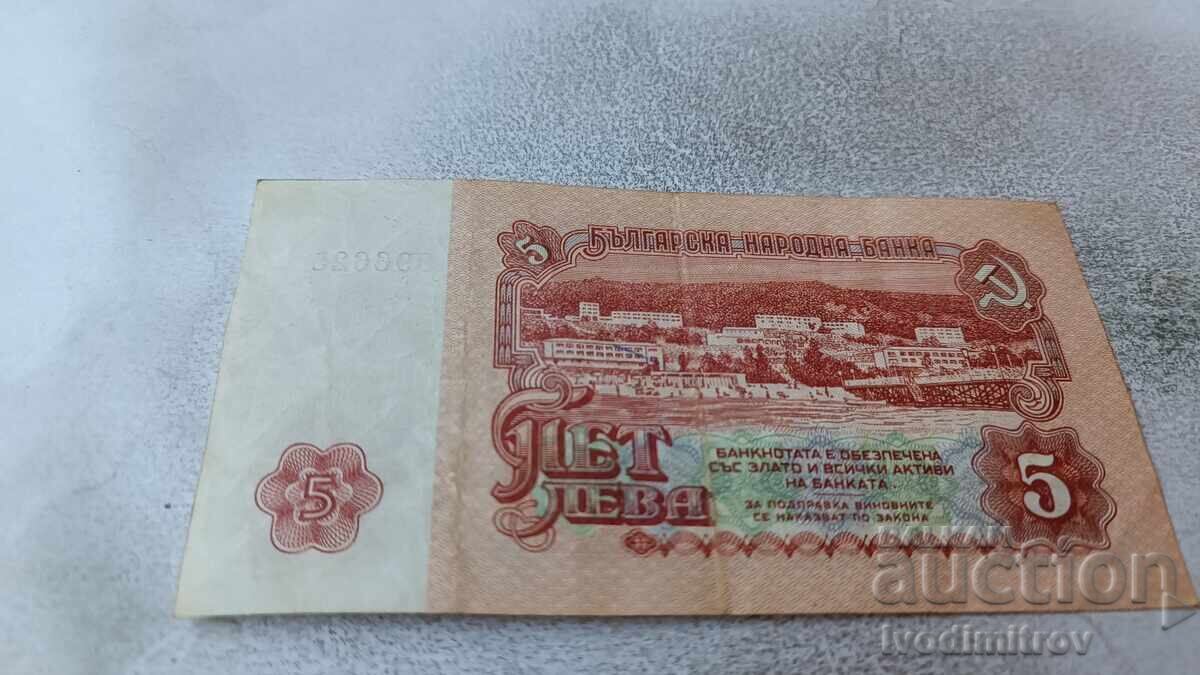 5
БЪЛГАРСКА НАРОДНА БАНКА
ПЕТ
ЛЕВА
БАНКНОТАТА Е ОБЕЗПЕЧЕНА
СЪС ЗЛАТО И ВСИЧКИ АКТИВИ
НА БАНКАТА
ЗА ПОДПРАВКА ВИНОВНИТЕ
СЕ НАКАЗВАТ ПО ЗАКОНА
5
5
БАЛКАН
auction
ivodimitrov